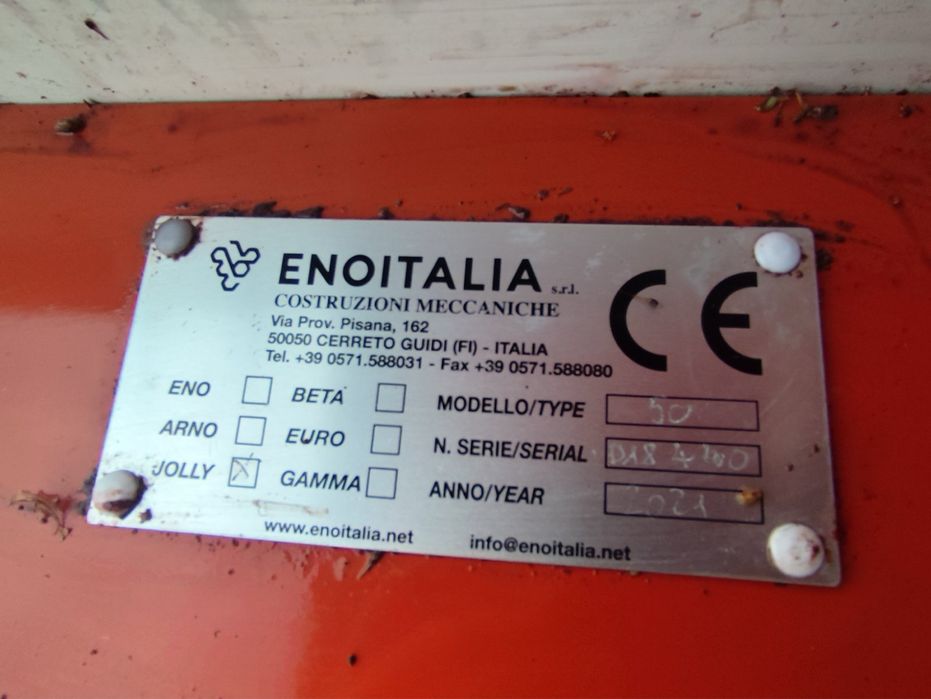 ENOITALIA s.r.l.
COSTRUZIONI MECCANICHE
Via Prov. Pisana, 162
50050 CERRETO GUIDI (FI) - ITALIA
Tel. +39 0571.588031 - Fax +39 0571.588080
CE
ENO BETA MODELLO/TYPE 50
ARNO EURO N. SERIE/SERIAL
JOLLY GAMMA ANNO/YEAR 2021
www.enoitalia.net info@enoitalia.net